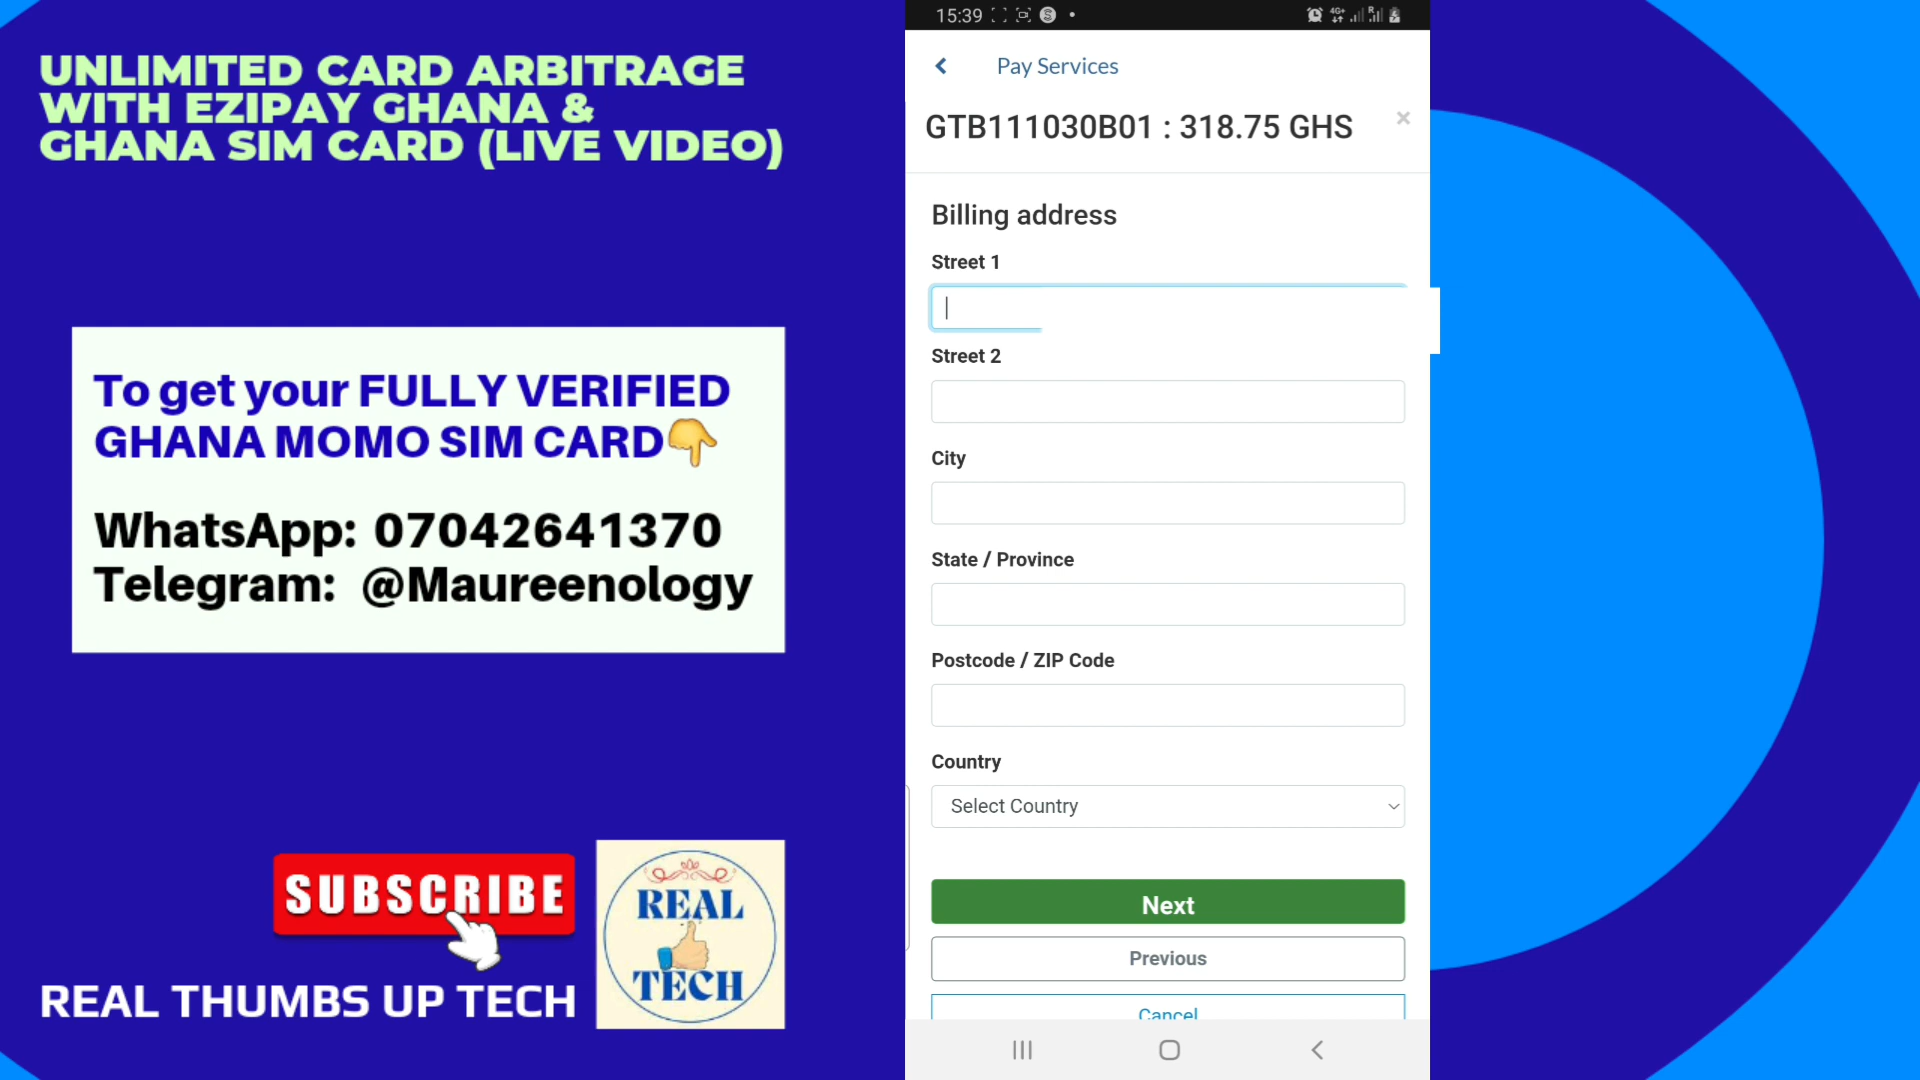 UNLIMITED CARD ARBITRAGE
WITH EZIPAY GHANA &
GHANA SIM CARD (LIVE VIDEO)
To get your FULLY VERIFIED
GHANA MOMO SIM CARD👇
WhatsApp: 07042641370
Telegram: @Maureenology
SUBSCRIBE
REAL THUMBS UP TECH
REAL
TECH
15:39
4G+
R
Pay Services
GTB111030B01 : 318.75 GHS
×
Billing address
Street 1
Street 2
City
State / Province
Postcode / ZIP Code
Country
Select Country
Next
Previous
Cancel